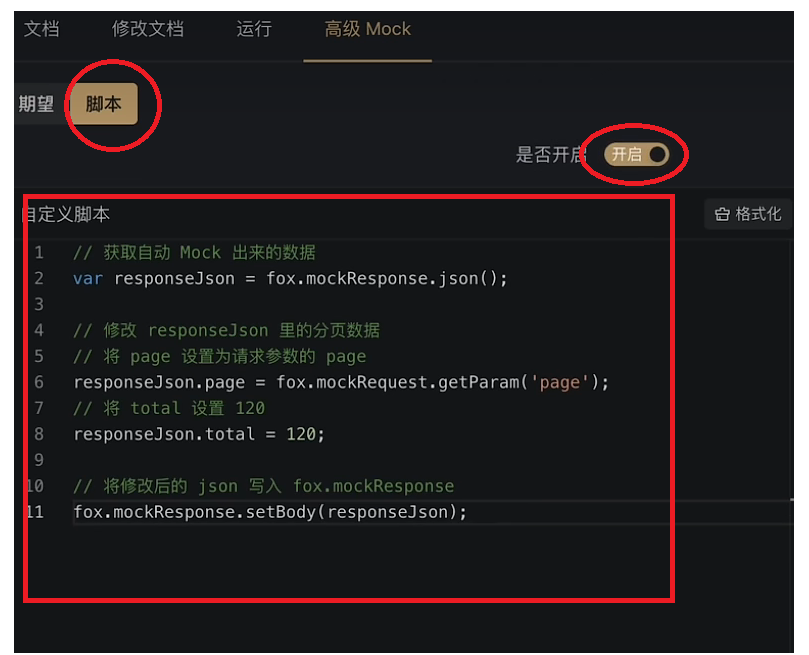 文档 修改文档 运行 高级 Mock
期望 脚本
是否开启 开启
自定义脚本 格式化
1 // 获取自动 Mock 出来的数据
2 var responseJson = fox.mockResponse.json();
3
4 // 修改 responseJson 里的分页数据
5 // 将 page 设置为请求参数的 page
6 responseJson.page = fox.mockRequest.getParam('page');
7 // 将 total 设置 120
8 responseJson.total = 120;
9
10 // 将修改后的 json 写入 fox.mockResponse
11 fox.mockResponse.setBody(responseJson);